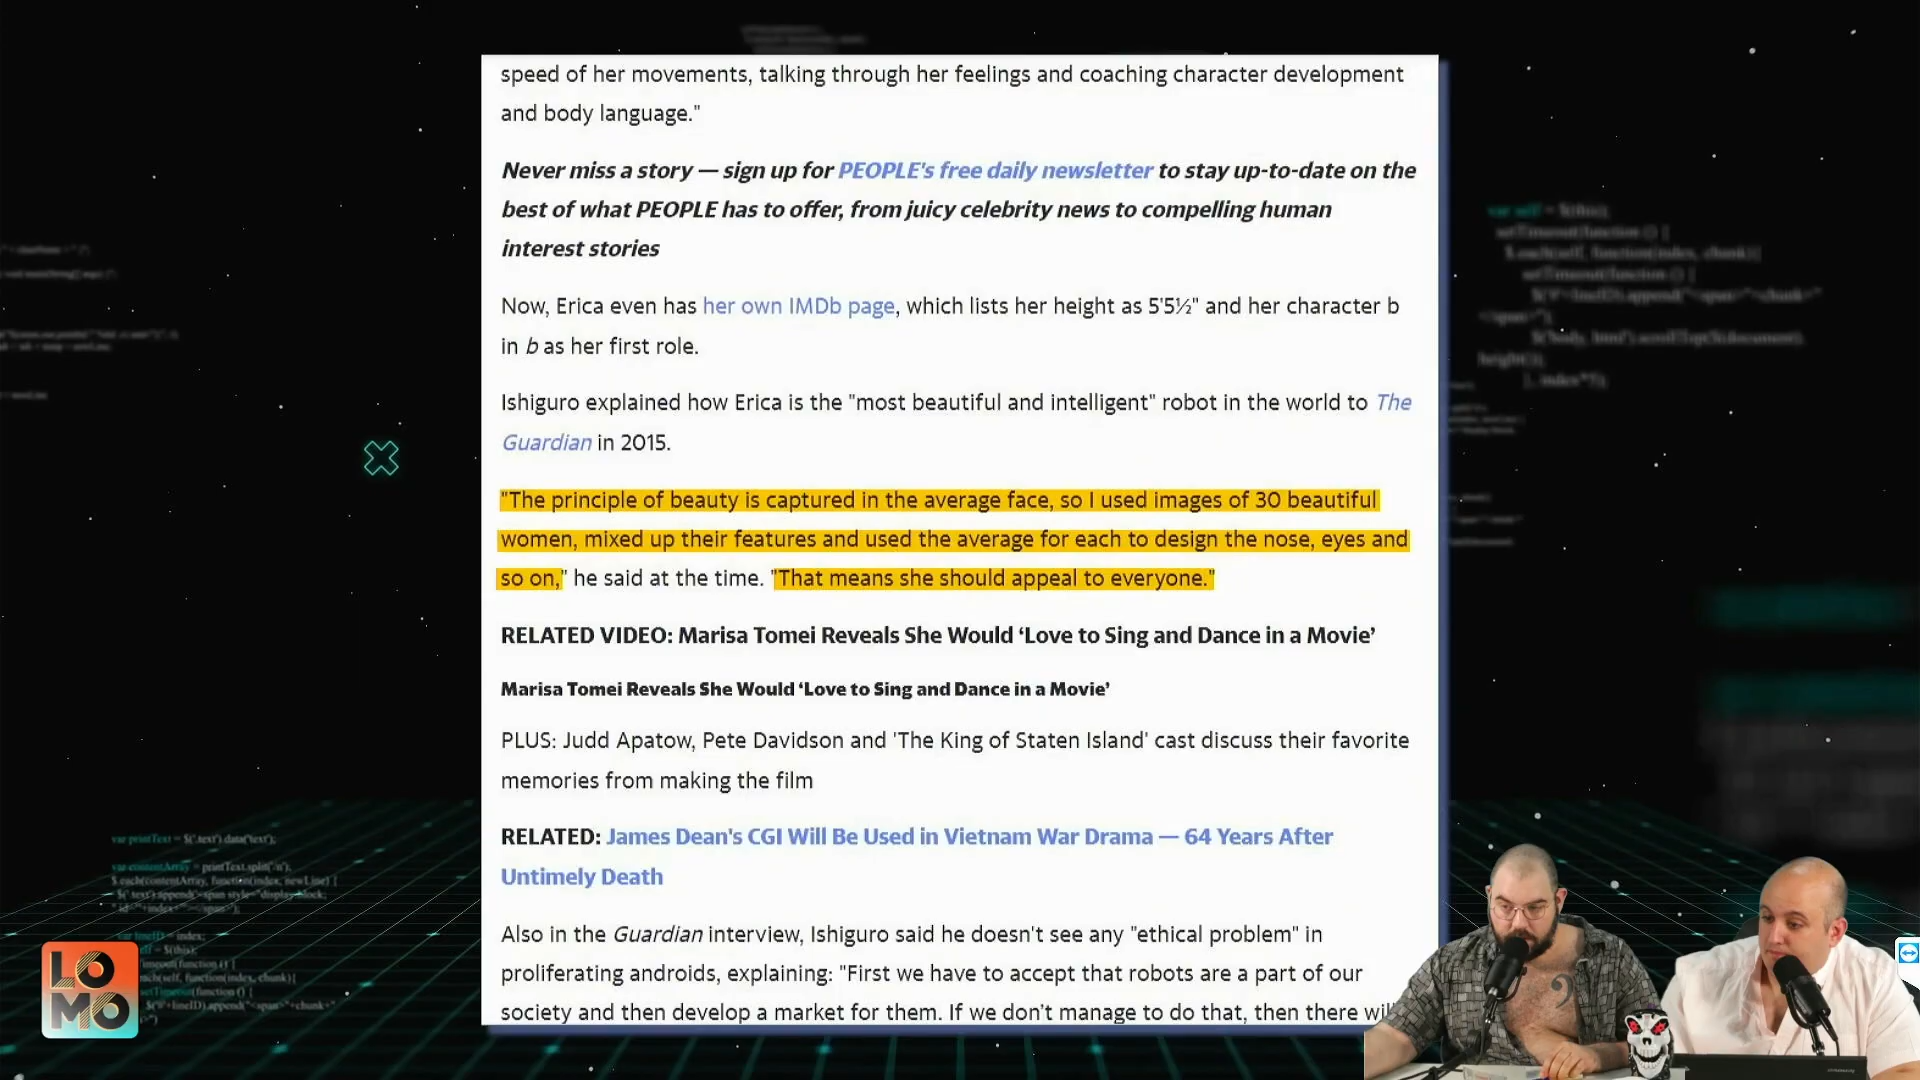 speed of her movements, talking through her feelings and coaching character development
and body language."
Never miss a story — sign up for PEOPLE's free daily newsletter to stay up-to-date on the
best of what PEOPLE has to offer, from juicy celebrity news to compelling human
interest stories
Now, Erica even has her own IMDb page, which lists her height as 5'5½" and her character b
in b as her first role.
Ishiguro explained how Erica is the "most beautiful and intelligent" robot in the world to The
Guardian in 2015.
"The principle of beauty is captured in the average face, so I used images of 30 beautiful
women, mixed up their features and used the average for each to design the nose, eyes and
so on," he said at the time. "That means she should appeal to everyone."
RELATED VIDEO: Marisa Tomei Reveals She Would ‘Love to Sing and Dance in a Movie’
Marisa Tomei Reveals She Would ‘Love to Sing and Dance in a Movie’
PLUS: Judd Apatow, Pete Davidson and 'The King of Staten Island' cast discuss their favorite
memories from making the film
RELATED: James Dean's CGI Will Be Used in Vietnam War Drama — 64 Years After
Untimely Death
Also in the Guardian interview, Ishiguro said he doesn't see any "ethical problem" in
proliferating androids, explaining: "First we have to accept that robots are a part of our
society and then develop a market for them. If we don't manage to do that, then there
var self = $(this);
setTimeout(function () {
var printText = $('.text').data('text');
LO
MO